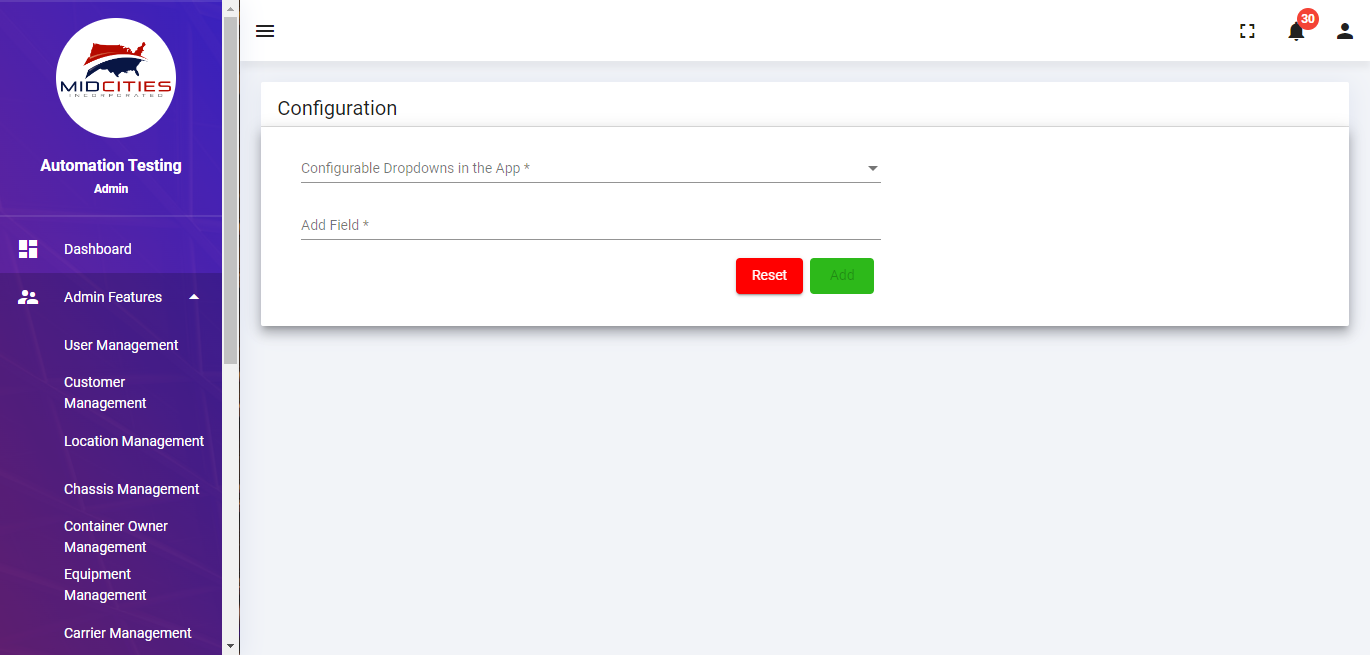 MIDCITIES
INCORPORATED
Automation Testing
Admin
Dashboard
Admin Features
User Management
Customer
Management
Location Management
Chassis Management
Container Owner
Management
Equipment
Management
Carrier Management
30
Configuration
Configurable Dropdowns in the App *
Add Field *
Reset
Add